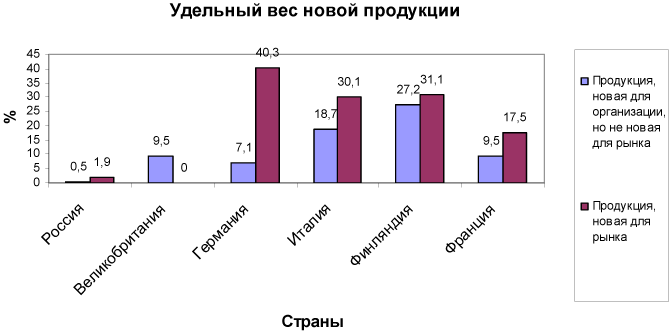 Удельный вес новой продукции
45
40
35
30
25
20
15
10
5
0
%
0,5
1,9
9,5
0
7,1
40,3
18,7
30,1
27,2
31,1
9,5
17,5
Россия
Великобритания
Германия
Италия
Финляндия
Франция
Страны
Продукция,
новая для
организации,
но не новая
для рынка
Продукция,
новая для
рынка